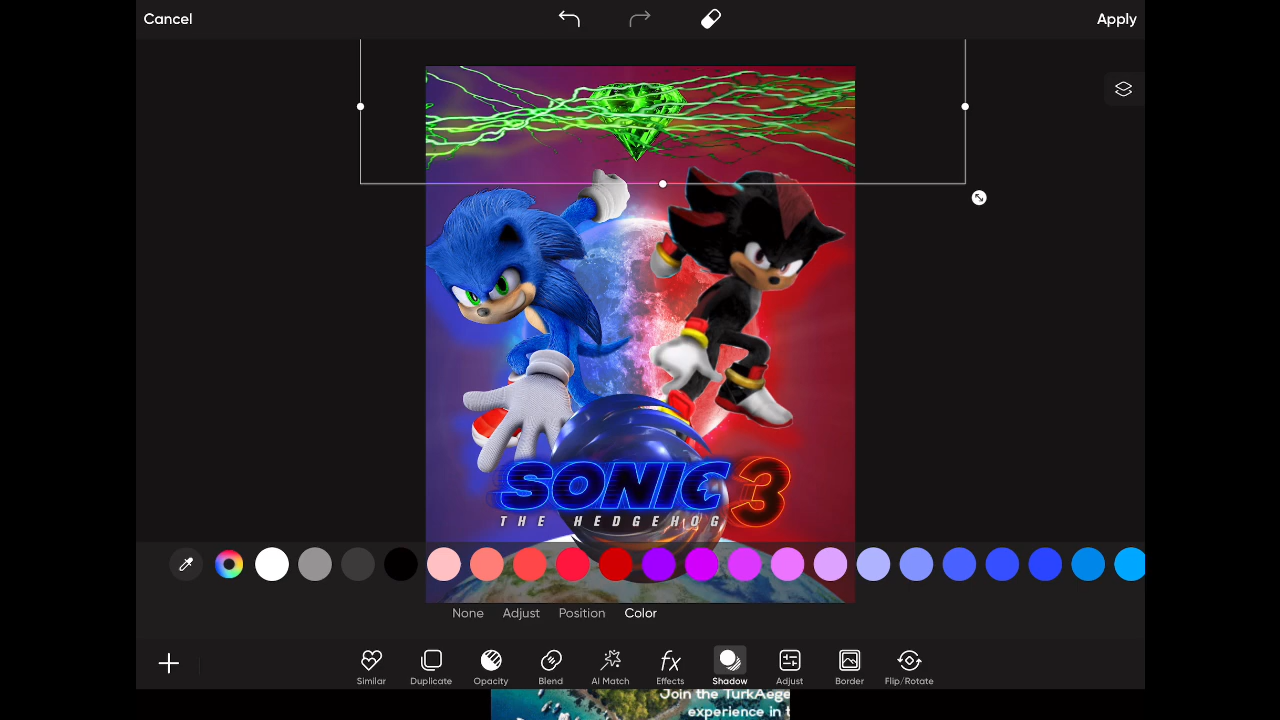 Cancel
Apply
SONIC 3
THE HEDGEHOG
None Adjust Position Color
Similar Duplicate Opacity Blend AI Match Effects Shadow Adjust Border Flip/Rotate
fx
Join the TurkAege
experience in t